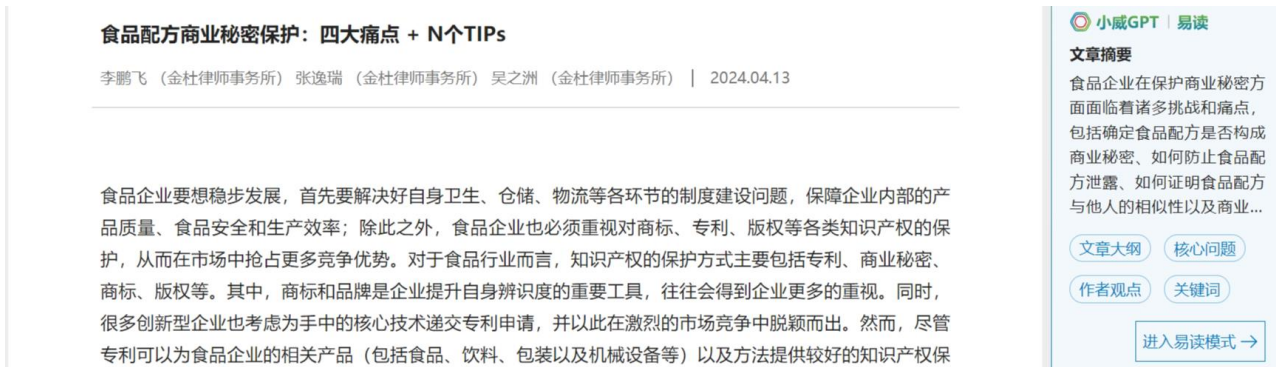 食品配方商业秘密保护：四大痛点 + N个TIPs
李鹏飞 （金杜律师事务所） 张逸瑞 （金杜律师事务所） 吴之洲 （金杜律师事务所） | 2024.04.13
食品企业要想稳步发展，首先要解决好自身卫生、仓储、物流等各环节的制度建设问题，保障企业内部的产
品质量、食品安全和生产效率；除此之外，食品企业也必须重视对商标、专利、版权等各类知识产权的保
护，从而在市场中抢占更多竞争优势。对于食品行业而言，知识产权的保护方式主要包括专利、商业秘密、
商标、版权等。其中，商标和品牌是企业提升自身辨识度的重要工具，往往会得到企业更多的重视。同时，
很多创新型企业也考虑为手中的核心技术递交专利申请，并以此在激烈的市场竞争中脱颖而出。然而，尽管
专利可以为食品企业的相关产品（包括食品、饮料、包装以及机械设备等）以及方法提供较好的知识产权保
小威GPT | 易读
文章摘要
食品企业在保护商业秘密方
面面临着诸多挑战和痛点，
包括确定食品配方是否构成
商业秘密、如何防止食品配
方泄露、如何证明食品配方
与他人的相似性以及商业...
文章大纲 核心问题
作者观点 关键词
进入易读模式→